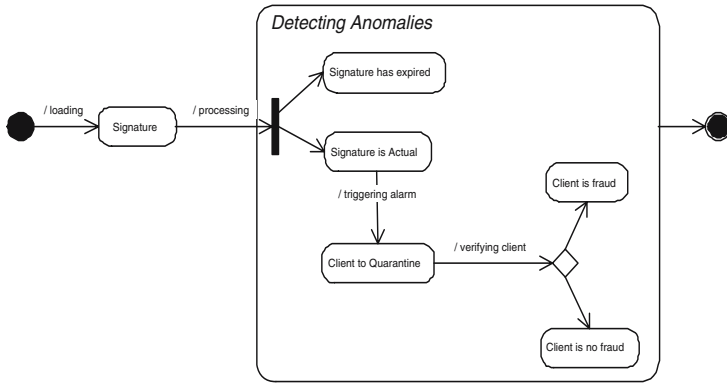 Detecting Anomalies
Signature has expired
/ loading
/ processing
Signature
Signature is Actual
/ triggering alarm
Client is fraud
Client to Quarantine
/ verifying client
Client is no fraud